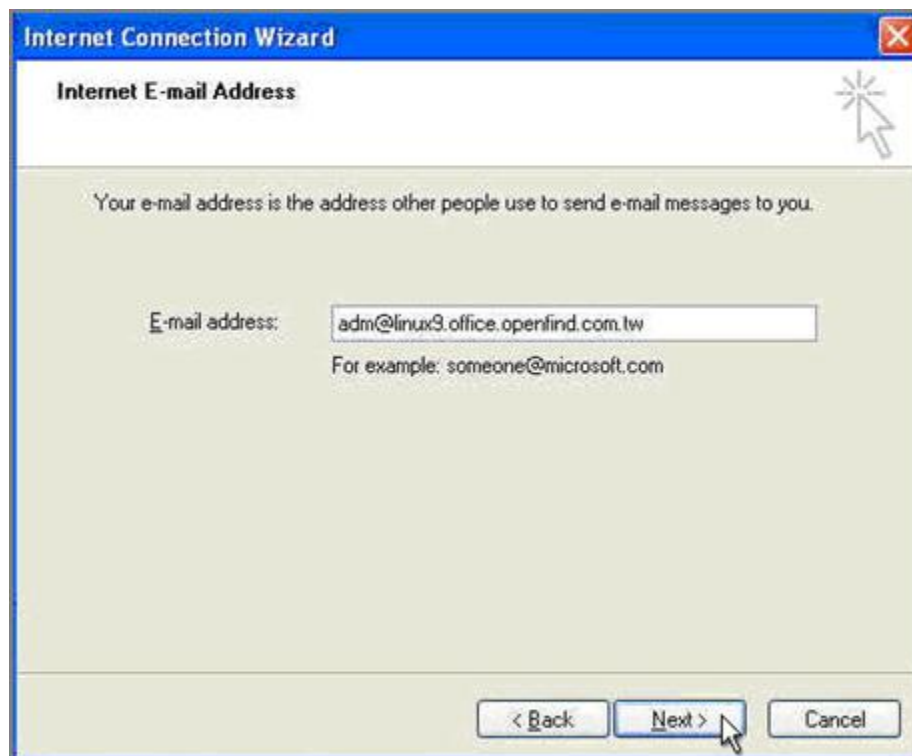 Internet Connection Wizard
Internet E-mail Address
Your e-mail address is the address other people use to send e-mail messages to you.
E-mail address: adm@linux9.office.openfind.com.tw
For example: someone@microsoft.com
< Back Next > Cancel